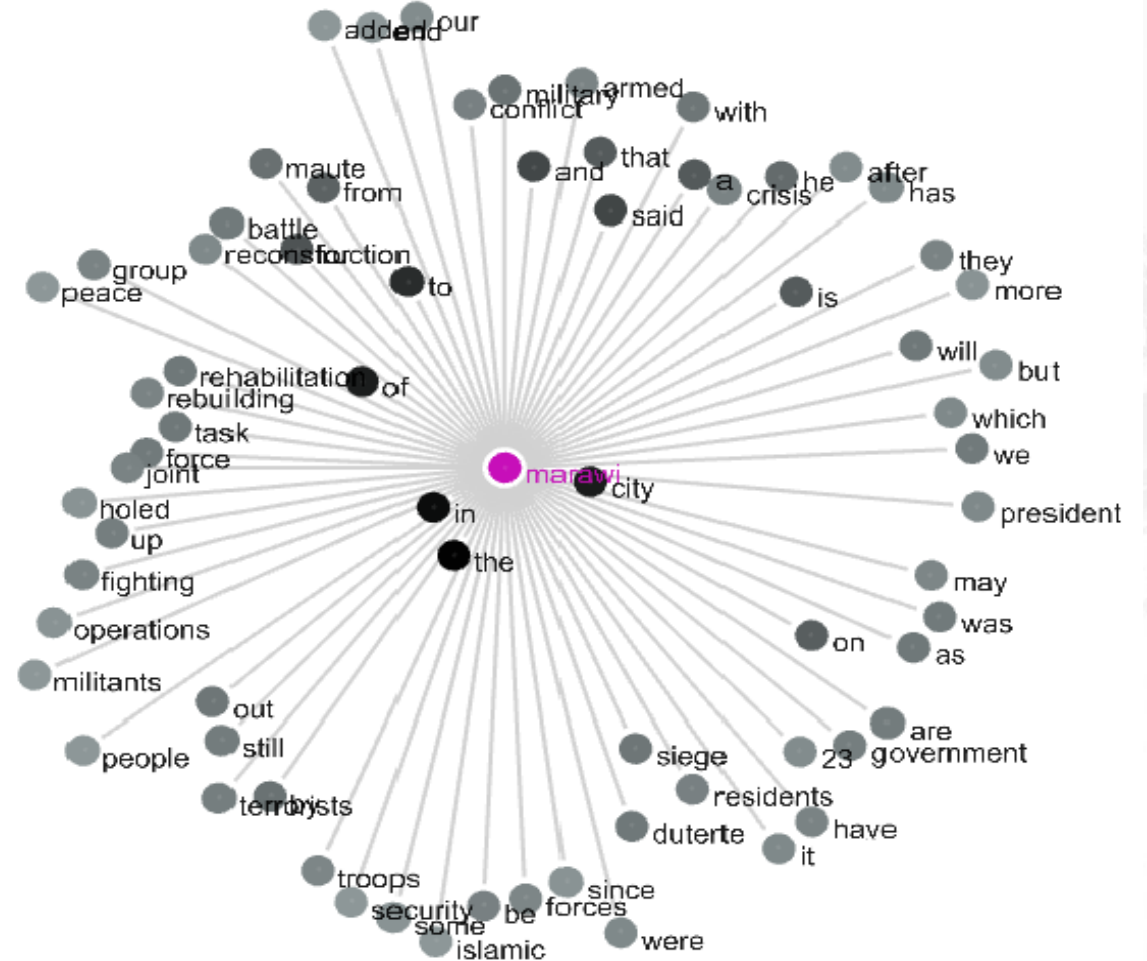 added
end
our
military
armed
conflict
with
and
that
a
crisis
he
after
has
said
maute
from
battle
reconstruction
for
to
group
peace
they
more
is
will
but
rehabilitation
of
rebuilding
which
task
force
joint
we
marawi
city
holed
in
president
up
the
fighting
may
operations
was
on
as
militants
out
are
still
siege
23
government
people
terrorists
by
residents
duterte
have
it
troops
since
security
be
forces
some
islamic
were